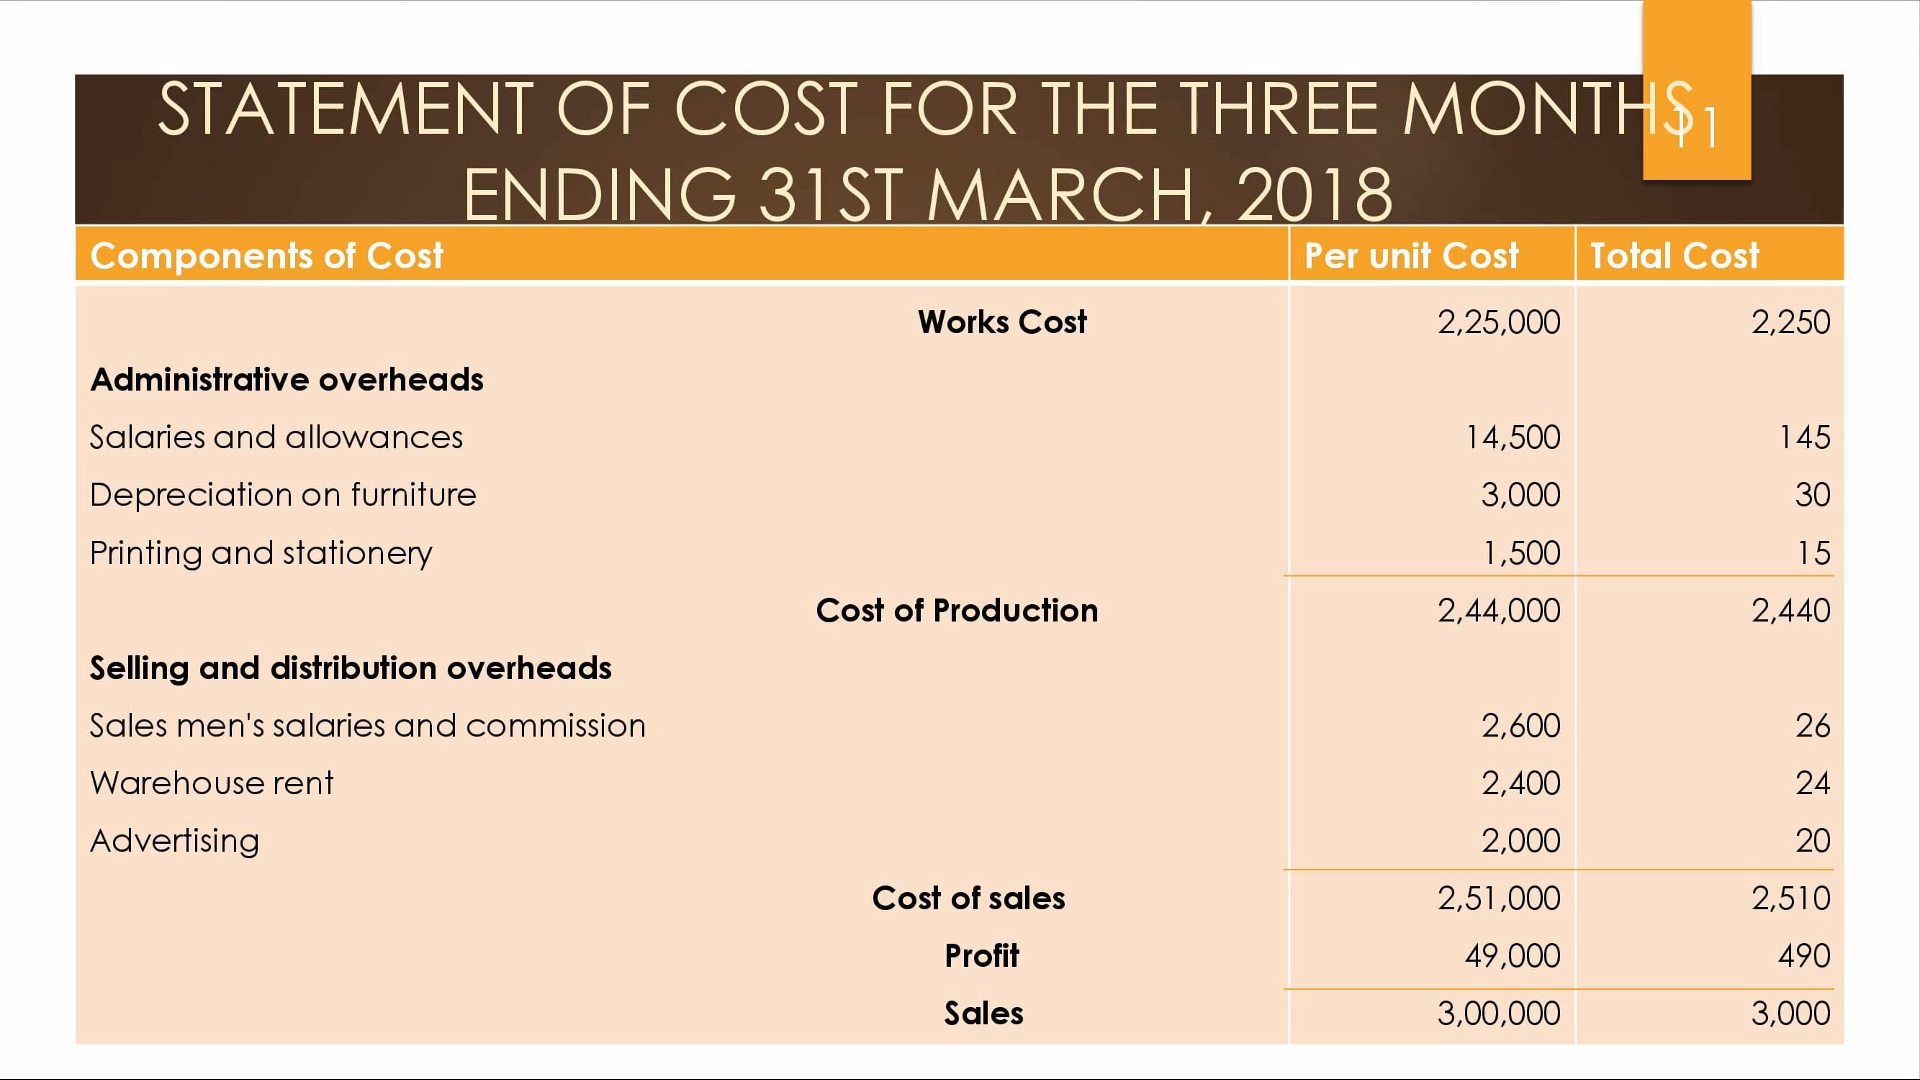 STATEMENT OF COST FOR THE THREE MONTHS
11
ENDING 31ST MARCH, 2018
Components of Cost Per unit Cost Total Cost
Works Cost 2,25,000 2,250
Administrative overheads
Salaries and allowances 14,500 145
Depreciation on furniture 3,000 30
Printing and stationery 1,500 15
Cost of Production 2,44,000 2,440
Selling and distribution overheads
Sales men's salaries and commission 2,600 26
Warehouse rent 2,400 24
Advertising 2,000 20
Cost of sales 2,51,000 2,510
Profit 49,000 490
Sales 3,00,000 3,000